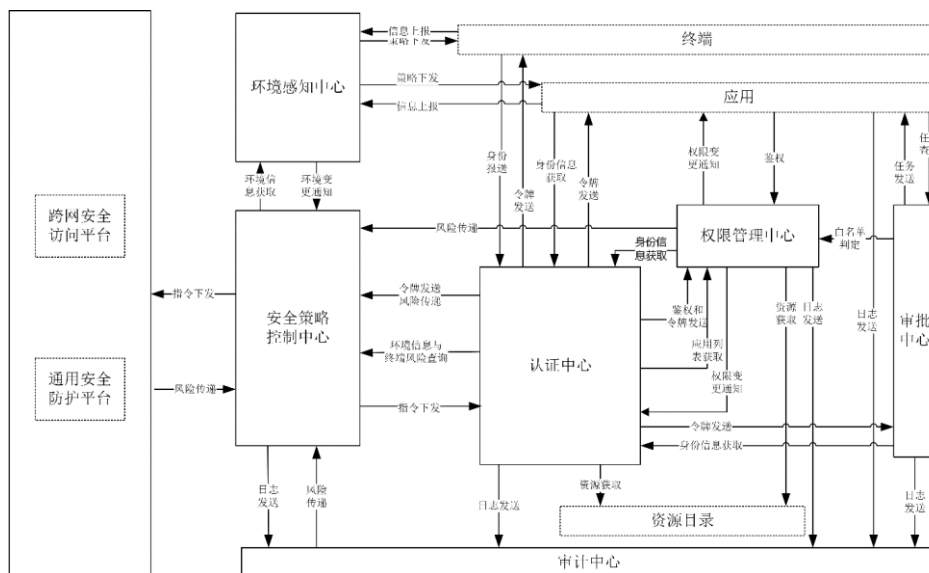 信息上报
策略下发
终端
环境感知中心
策略下发
应用
信息上报
身份
报送
令牌
发送
身份信息
获取
令牌
发送
权限变
更通知
鉴权
任务
发送
环境信
息获取
环境变
更通知
跨网安全
访问平台
风险传递
身份信
息获取
权限管理中心
白名单
判定
指令下发
安全策略
控制中心
令牌发送
风险传递
鉴权和
令牌发送
资源
获取
日志
发送
日志
发送
审批
中心
环境信息与
终端风险查询
认证中心
应用列
表获取
通用安全
防护平台
风险传递
权限变
更通知
指令下发
令牌发送
身份信息获取
日志
发送
风险
传递
日志发送
资源获取
资源目录
日志
发送
审计中心